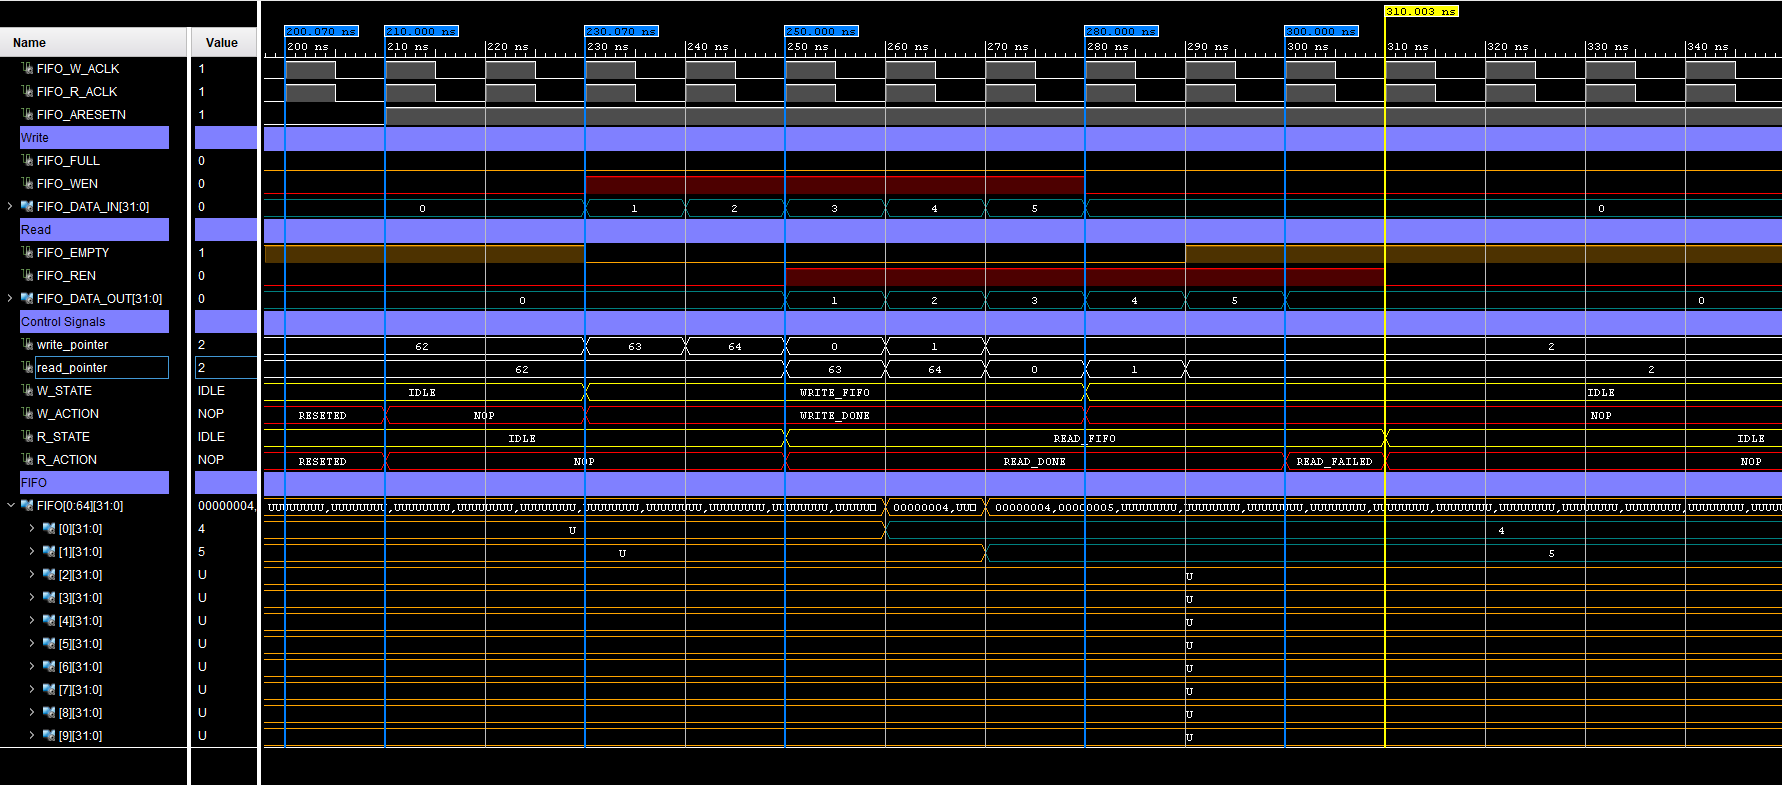 310.003 ns
200.070 ns 210.000 ns 230.070 ns 250.000 ns 280.000 ns 300.000 ns
Name Value 200 ns 210 ns 220 ns 230 ns 240 ns 250 ns 260 ns 270 ns 280 ns 290 ns 300 ns 310 ns 320 ns 330 ns 340 ns
FIFO_W_ACLK 1
FIFO_R_ACLK 1
FIFO_ARESETN 1
Write
FIFO_FULL 0
FIFO_WEN 0
FIFO_DATA_IN[31:0] 0 0 1 2 3 4 5 0
Read
FIFO_EMPTY 1
FIFO_REN 0
FIFO_DATA_OUT[31:0] 0 0 1 2 3 4 5 0
Control Signals
write_pointer 2 62 63 64 0 1 2
read_pointer 2 62 63 64 0 1 2
W_STATE IDLE IDLE WRITE_FIFO IDLE
W_ACTION NOP RESETED NOP WRITE_DONE NOP
R_STATE IDLE IDLE READ_FIFO IDLE
R_ACTION NOP RESETED NOP READ_DONE READ_FAILED NOP
FIFO
FIFO[0:64][31:0] 00000004, UUUUUUUU,UUUUUUUU,UUUUUUUU,UUUUUUUU,UUUUUUUU,UUUUUUUU,UUUUUU 00000004,UUU 00000004,00000005,UUUUUUUU,UUUUUUUU,UUUUUUUU,UUUUUUUU,UUUUUUUU,UUUUUUUU,UUUUUUUU,UUUUUU
[0][31:0] 4 U 4
[1][31:0] 5 U 5
[2][31:0] U U
[3][31:0] U U
[4][31:0] U U
[5][31:0] U U
[6][31:0] U U
[7][31:0] U U
[8][31:0] U U
[9][31:0] U U